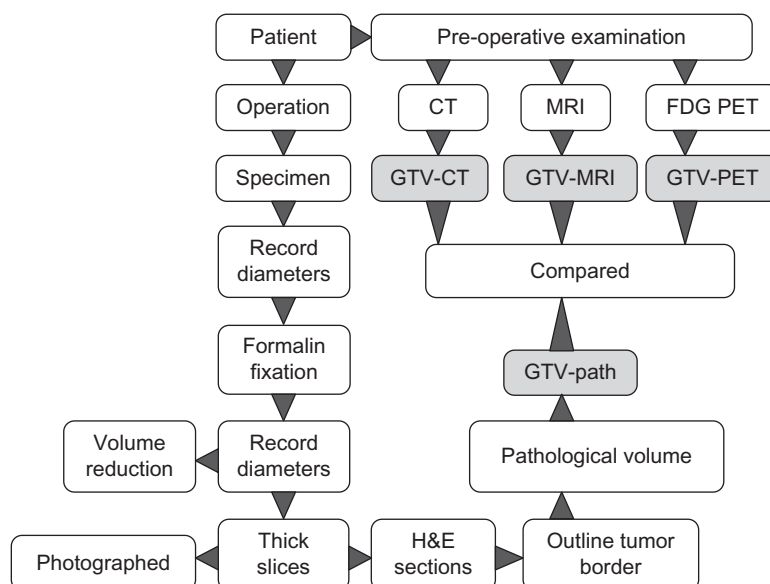 Patient
Pre-operative examination
Operation
CT
MRI
FDG PET
Specimen
GTV-CT
GTV-MRI
GTV-PET
Record
diameters
Compared
Formalin
fixation
GTV-path
Volume
reduction
Record
diameters
Pathological volume
Photographed
Thick
slices
H&E
sections
Outline tumor
border